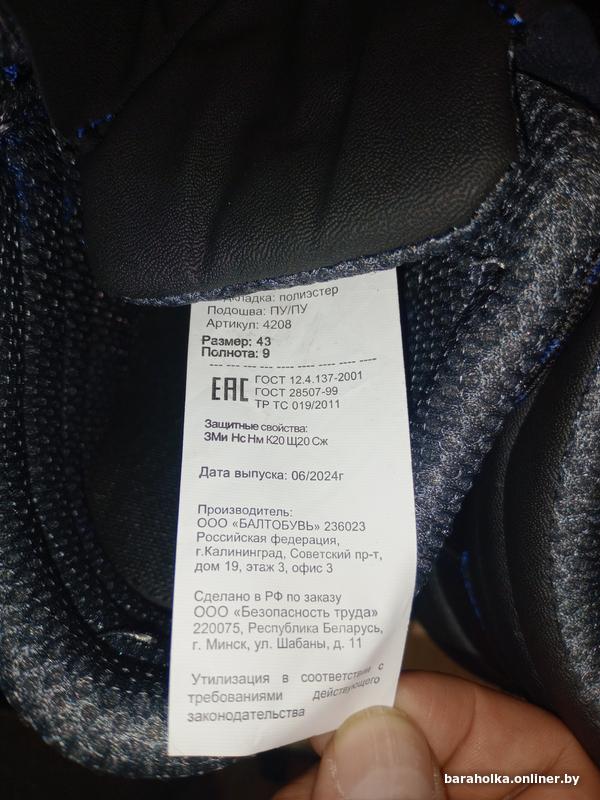 полиэстер
Подошва: ПУ/ПУ
Артикул: 4208
Размер: 43
Полнота: 9
ЕАС
ГОСТ 12.4.137-2001
ГОСТ 28507-99
ТР ТС 019/2011
Защитные свойства:
ЗМи Нс Нм К20 Щ20 Сж
Дата выпуска: 06/2024г
Производитель:
ООО «БАЛТОБУВЬ» 236023
Российская федерация,
г.Калининград, Советский пр-т,
дом 19, этаж 3, офис 3
Сделано в РФ по заказу
ООО «Безопасность труда»
220075, Республика Беларусь,
г. Минск, ул. Шабаны, д. 11
Утилизация в соответствие с
требованиями действующего
законодательства
baraholka.onliner.by